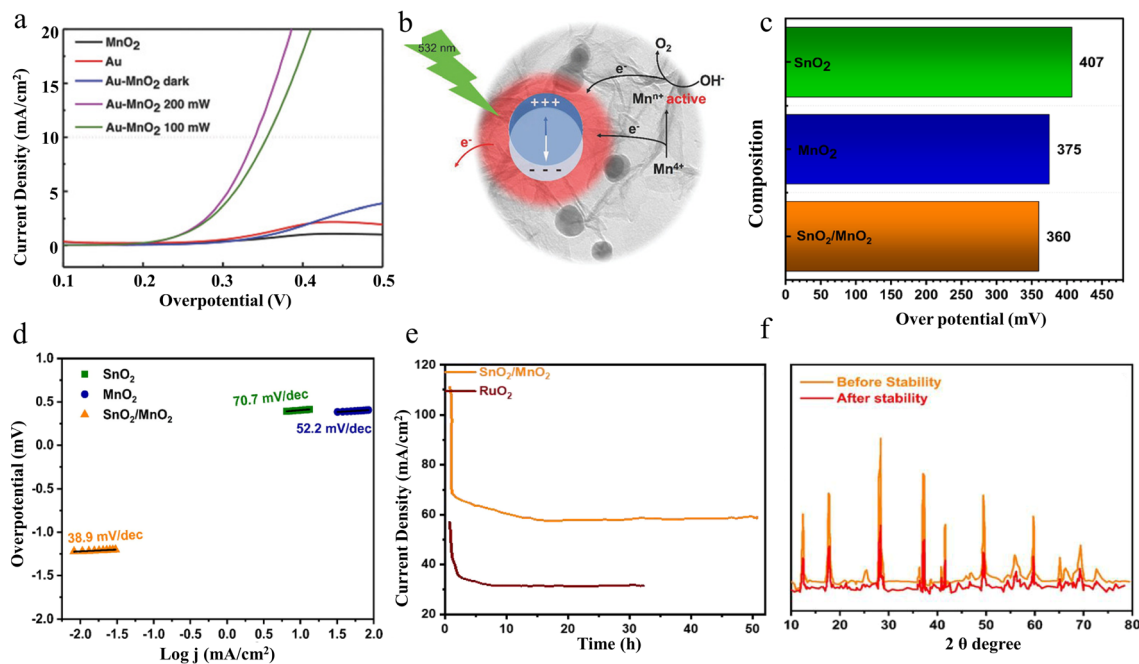 a
Current Density (mA/cm²)
20
15
10
5
0
MnO₂
Au
Au-MnO₂ dark
Au-MnO₂ 200 mW
Au-MnO₂ 100 mW
0.1 0.2 0.3 0.4 0.5
Overpotential (V)
b
532 nm
O₂
e⁻
OH⁻
Mnⁿ⁺ active
+ + +
e⁻
e⁻
- - -
Mn⁴⁺
c
Composition
SnO₂
407
MnO₂
375
SnO₂/MnO₂
360
0 50 100 150 200 250 300 350 400 450
Over potential (mV)
d
Overpotential (mV)
1.0
0.5
0.0
-0.5
-1.0
-1.5
-2.0
SnO₂
MnO₂
SnO₂/MnO₂
70.7 mV/dec
52.2 mV/dec
38.9 mV/dec
-2.0 -1.5 -1.0 -0.5 0.0 0.5 1.0 1.5 2.0
Log j (mA/cm²)
e
Current Density (mA/cm²)
120
100
80
60
40
20
SnO₂/MnO₂
RuO₂
0 10 20 30 40 50
Time (h)
f
Before Stability
After stability
10 20 30 40 50 60 70 80
2 θ degree